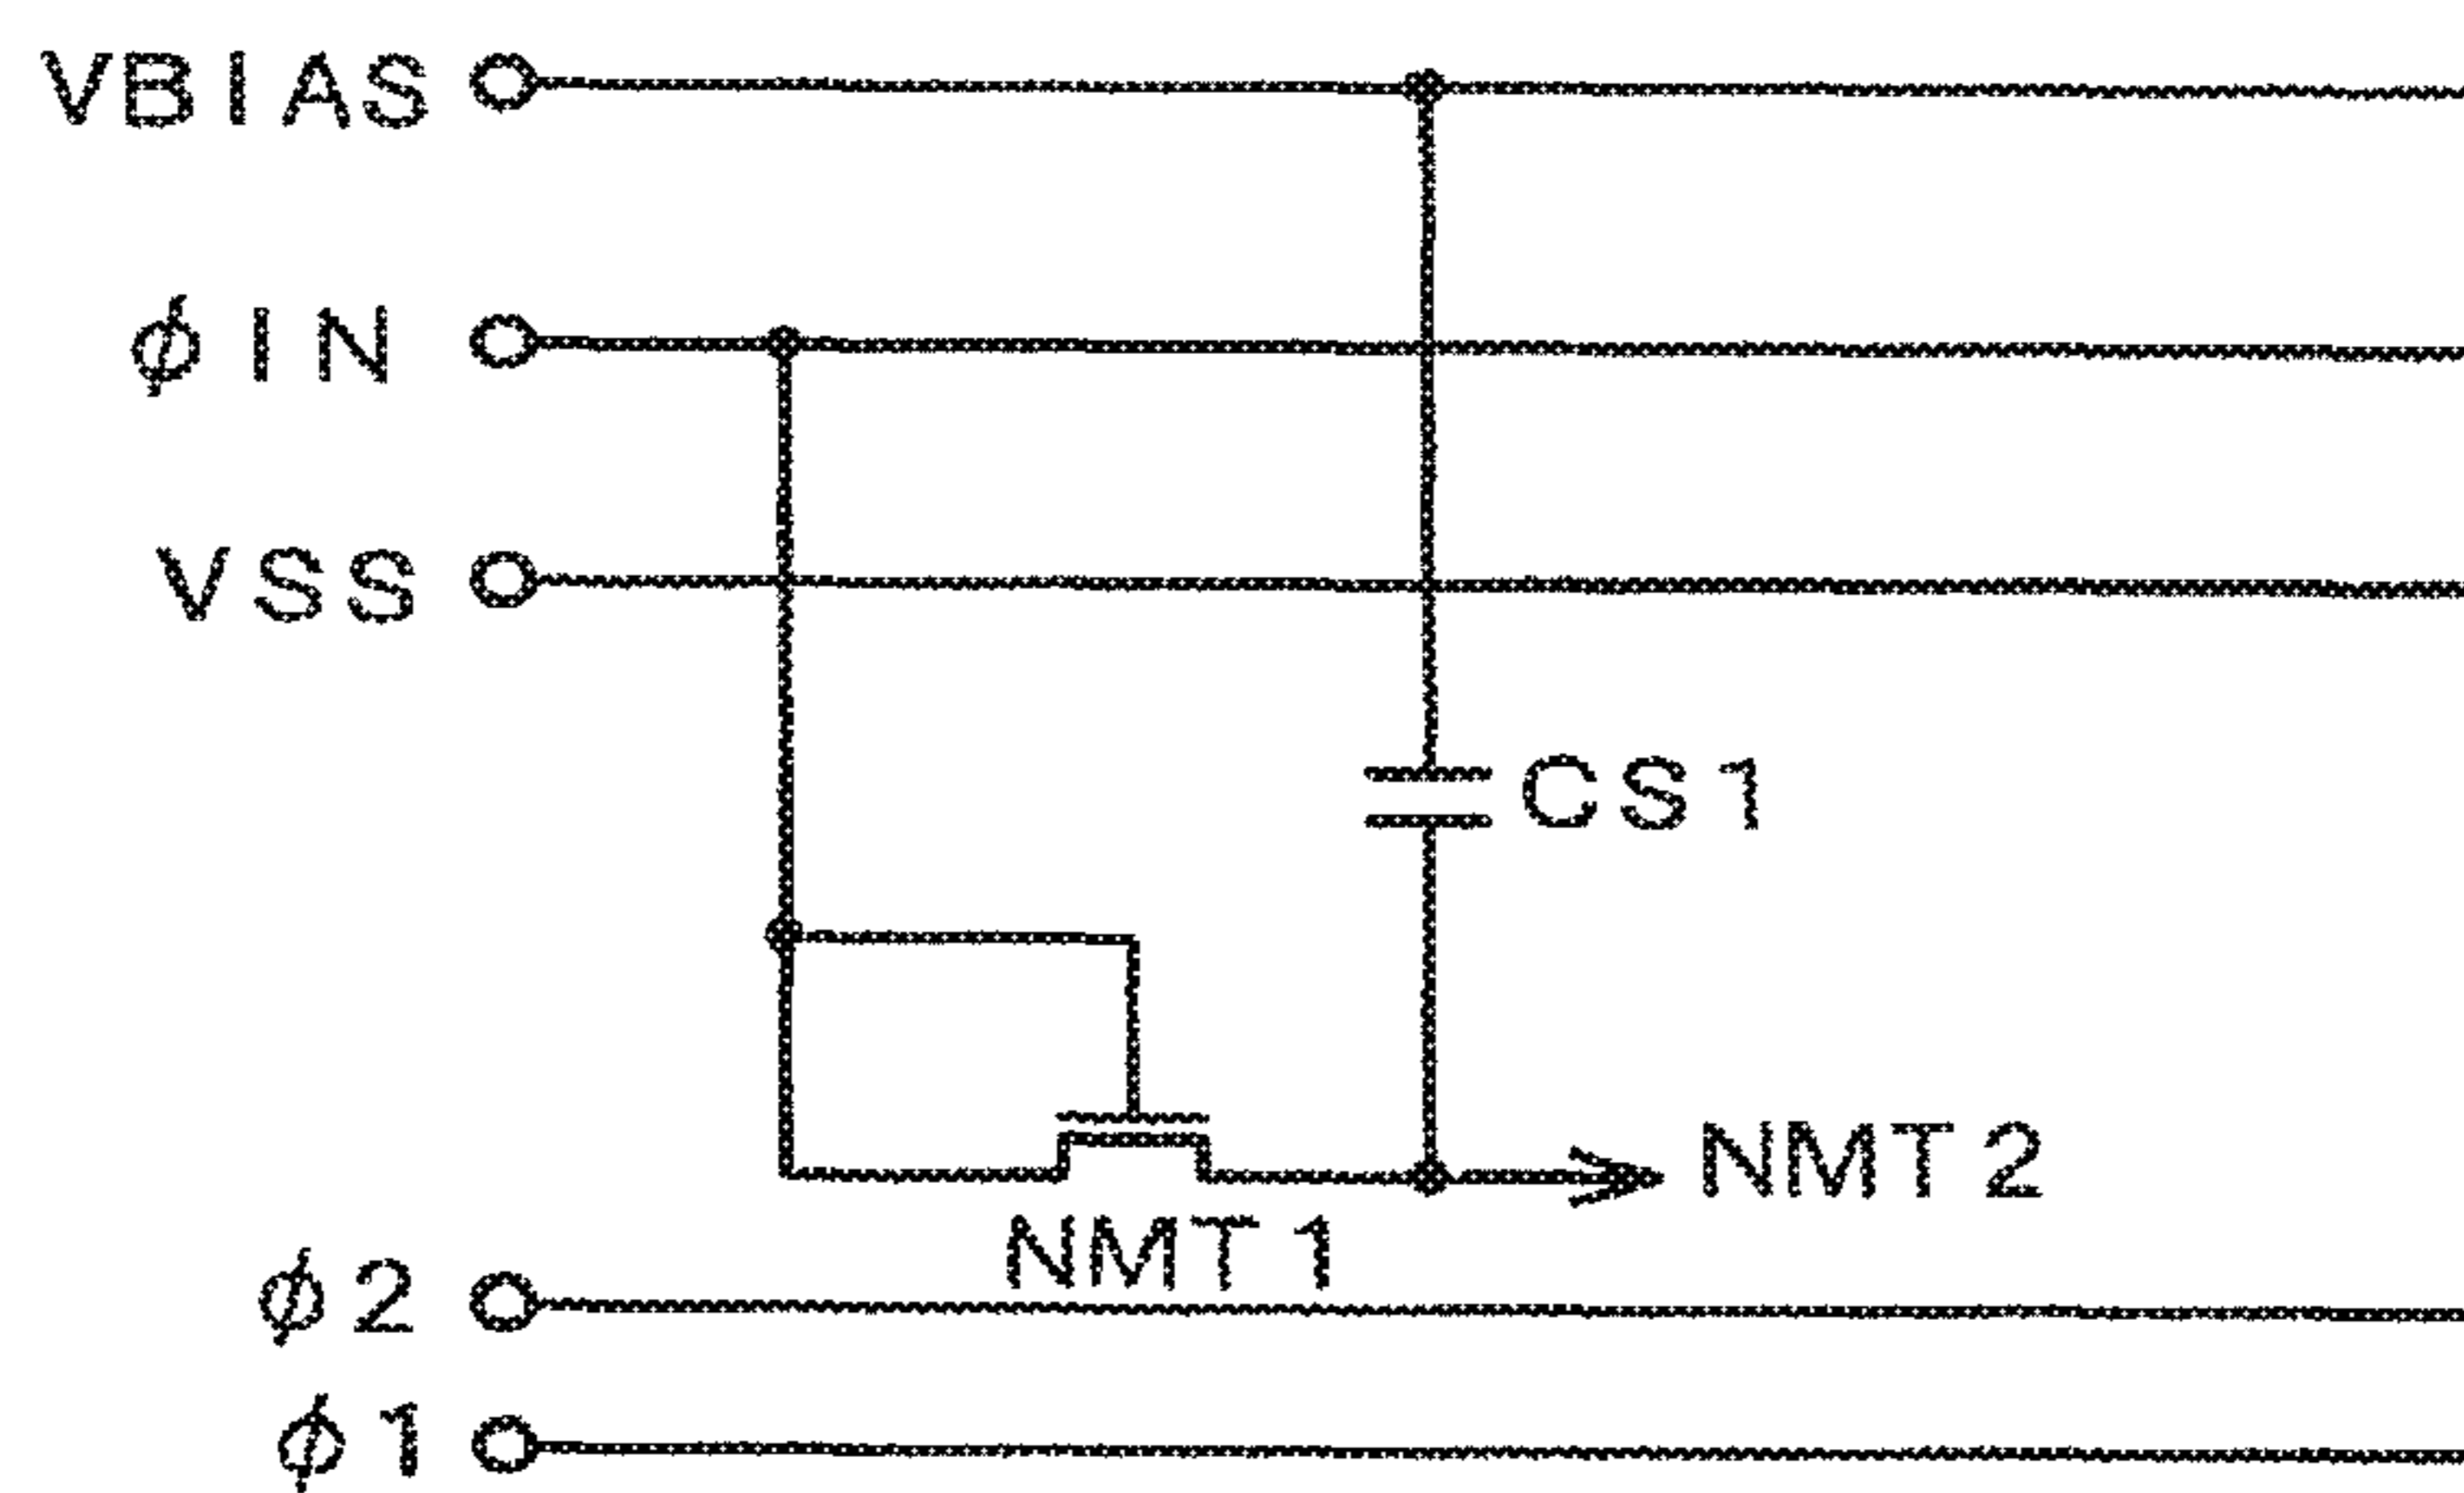 VBIAS
φIN
VSS
CS1
NMT2
NMT1
φ2
φ1